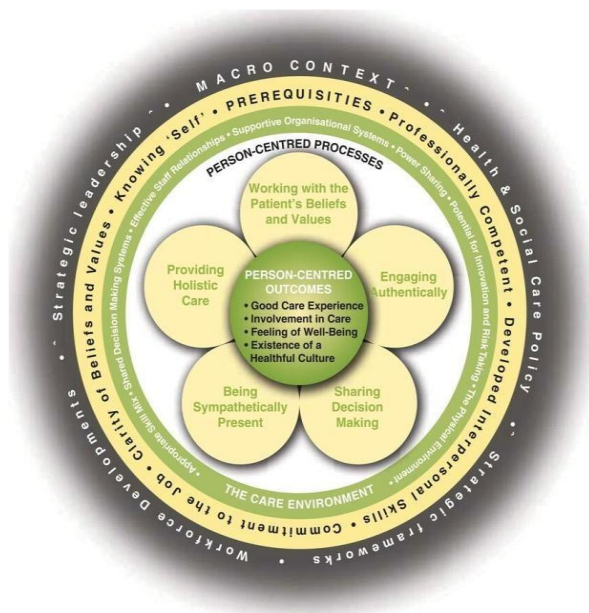 MACRO CONTEXT • Health & Social Care Policy • Strategic frameworks • Workforce Developments • Strategic leadership •
PREREQUISITIES • Professionally Competent • Developed Interpersonal Skills • Commitment to the Job • Clarity of Beliefs and Values • Knowing ‘Self’ •
THE CARE ENVIRONMENT
• Appropriate Skill Mix • Shared Decision Making Systems • Effective Staff Relationships • Supportive Organisational Systems • Power Sharing • Potential for Innovation and Risk Taking • The Physical Environment •
PERSON-CENTRED PROCESSES
Working with the
Patient's Beliefs
and Values
Engaging
Authentically
Sharing
Decision
Making
Being
Sympathetically
Present
Providing
Holistic
Care
PERSON-CENTRED
OUTCOMES
• Good Care Experience
• Involvement in Care
• Feeling of Well-Being
• Existence of a
Healthful Culture